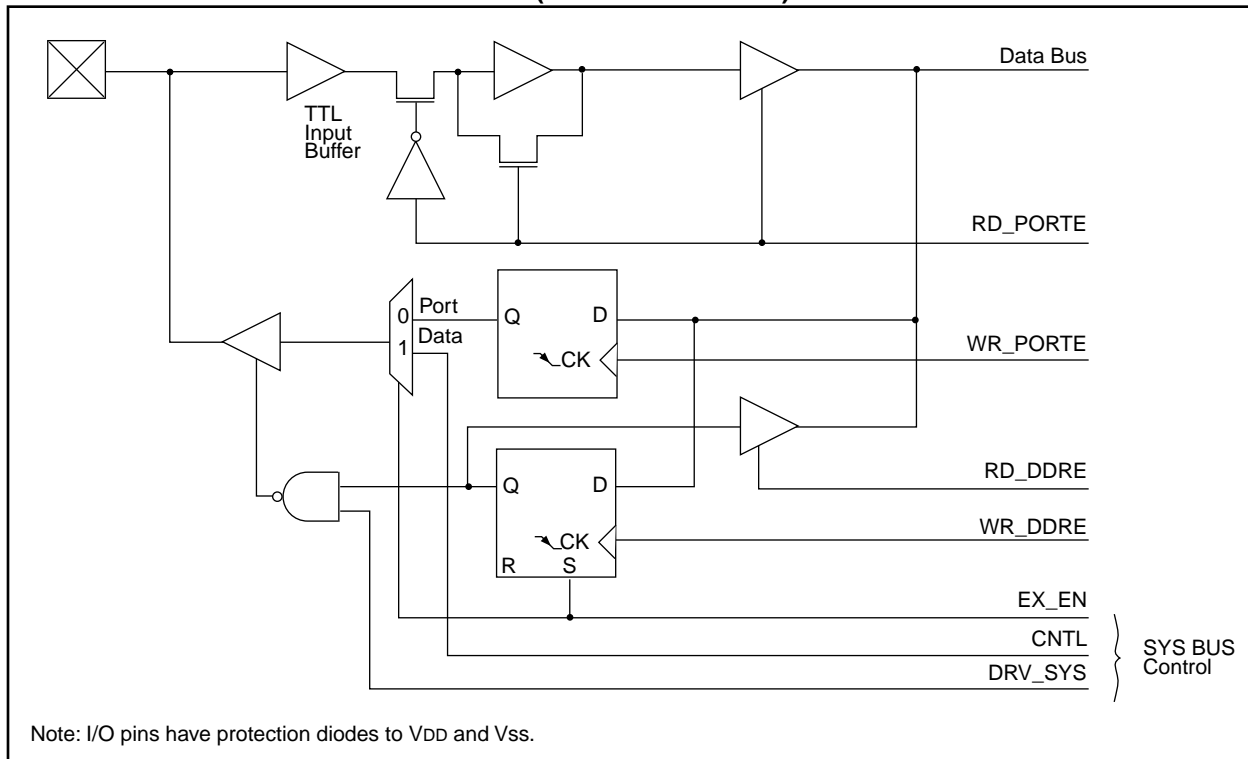 Data Bus
TTL
Input
Buffer
RD_PORTE
0
Port
Q
D
1
Data
CK
WR_PORTE
RD_DDRE
Q
D
CK
WR_DDRE
R
S
EX_EN
CNTL
DRV_SYS
SYS BUS
Control
Note: I/O pins have protection diodes to VDD and Vss.